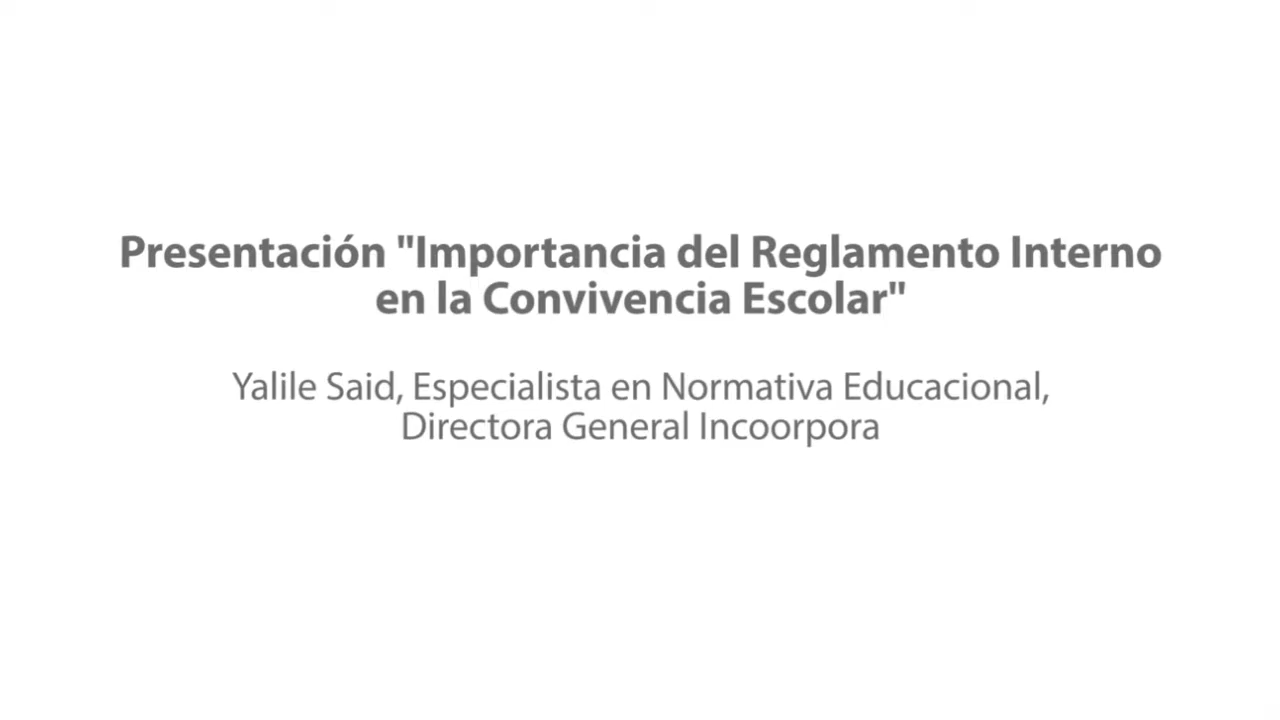 Presentación "Importancia del Reglamento Interno
en la Convivencia Escolar"
Yalile Said, Especialista en Normativa Educacional,
Directora General Incoorpora